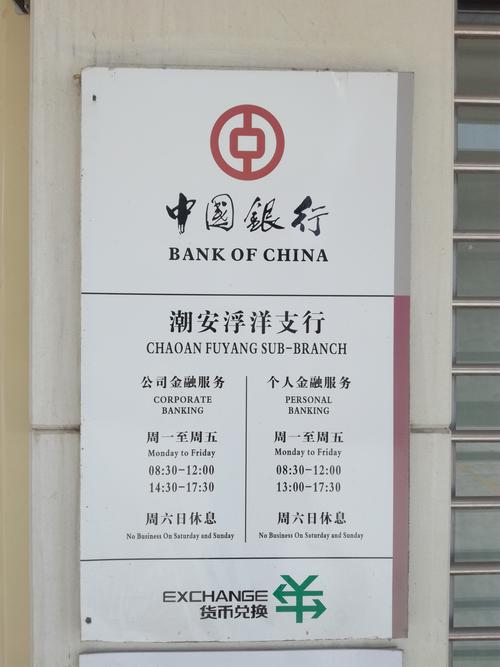 中國銀行
BANK OF CHINA
潮安浮洋支行
CHAOAN FUYANG SUB-BRANCH
公司金融服务
CORPORATE
BANKING
周一至周五
Monday to Friday
08:30-12:00
14:30-17:30
周六日休息
No Business On Saturday and Sunday
个人金融服务
PERSONAL
BANKING
周一至周五
Monday to Friday
08:30-12:00
13:00-17:30
周六日休息
No Business On Saturday and Sunday
EXCHANGE
货币兑换